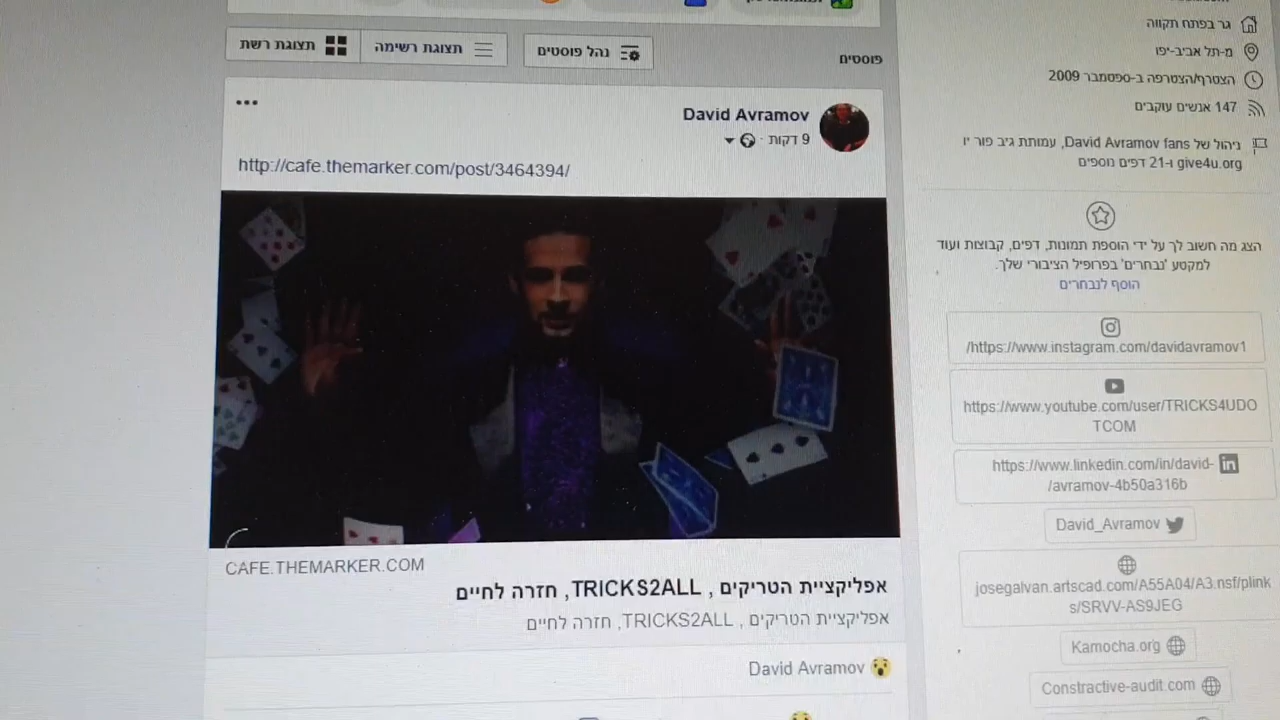 פוסטים
נהל פוסטים
תצוגת רשימה
תצוגת רשת
David Avramov
9 דקות ·
http://cafe.themarker.com/post/3464394/
CAFE.THEMARKER.COM
אפליקציית הטריקים , TRICKS2ALL, חזרה לחיים
אפליקציית הטריקים , TRICKS2ALL, חזרה לחיים
David Avramov
גר בפתח תקווה
מ-תל אביב-יפו
הצטרף/הצטרפה ב-ספטמבר 2009
147 אנשים עוקבים
ניהול של David Avramov fans, עמותת גיב פור יו
give4u.org ו-21 דפים נוספים
הצג מה חשוב לך על ידי הוספת תמונות, דפים, קבוצות ועוד
למקטע 'נבחרים' בפרופיל הציבורי שלך.
הוסף לנבחרים
/https://www.instagram.com/davidavramov1
https://www.youtube.com/user/TRICKS4UDO
TCOM
https://www.linkedin.com/in/david-
/avramov-4b50a316b
David_Avramov
josegalvan.artscad.com/A55A04/A3.nsf/plink
s/SRVV-AS9JEG
Kamocha.org
Constractive-audit.com